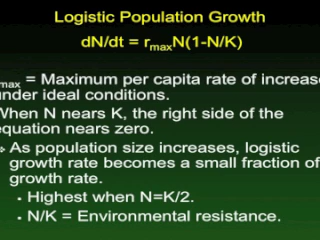 Logistic Population Growth
dN/dt = rmaxN(1-N/K)
max = Maximum per capita rate of increase
under ideal conditions.
When N nears K, the right side of the
equation nears zero.
As population size increases, logistic
growth rate becomes a small fraction of
growth rate.
▪ Highest when N=K/2.
▪ N/K = Environmental resistance.